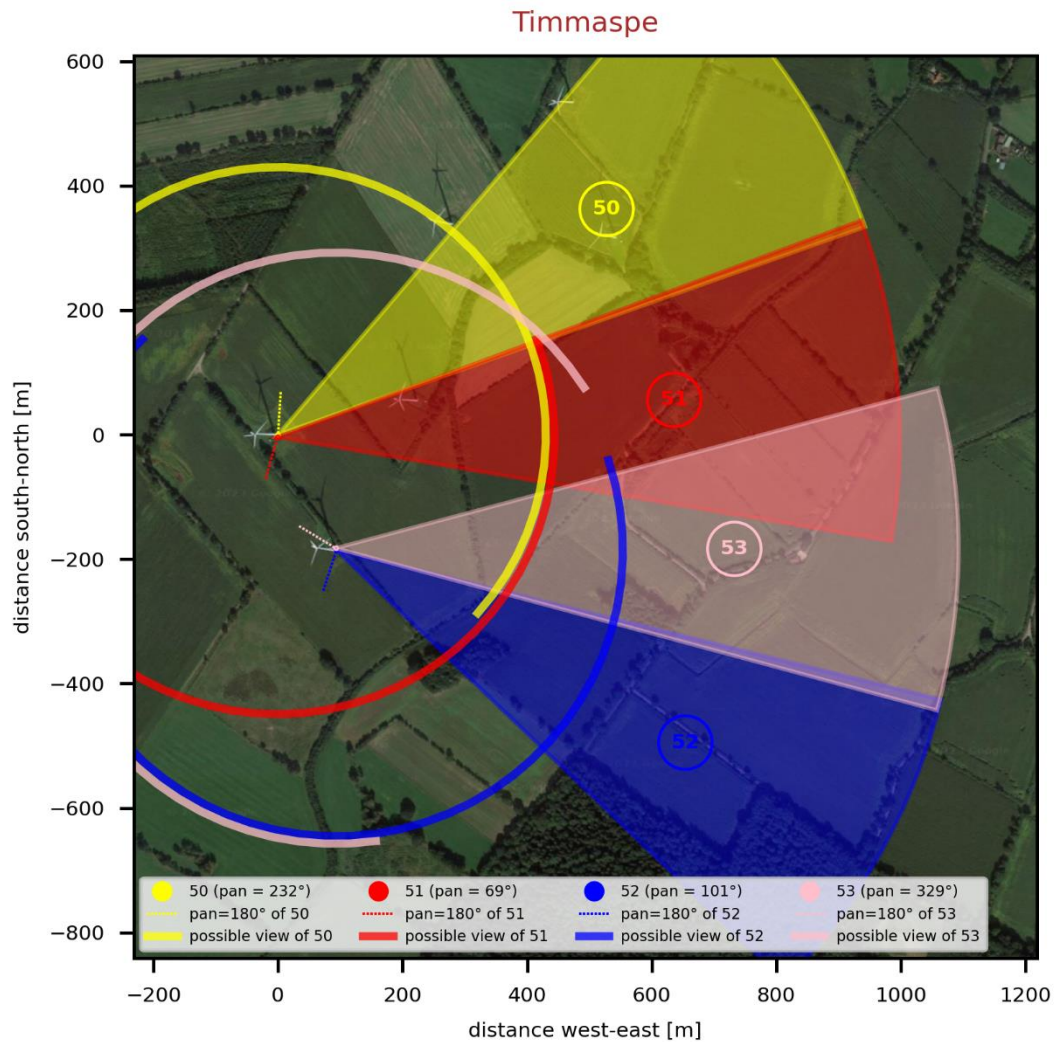 Timmaspe
600
400
200
0
−200
−400
−600
−800
distance south-north [m]
50
51
53
52
50 (pan = 232°)
51 (pan = 69°)
52 (pan = 101°)
53 (pan = 329°)
pan=180° of 50
pan=180° of 51
pan=180° of 52
pan=180° of 53
possible view of 50
possible view of 51
possible view of 52
possible view of 53
−200
0
200
400
600
800
1000
1200
distance west-east [m]